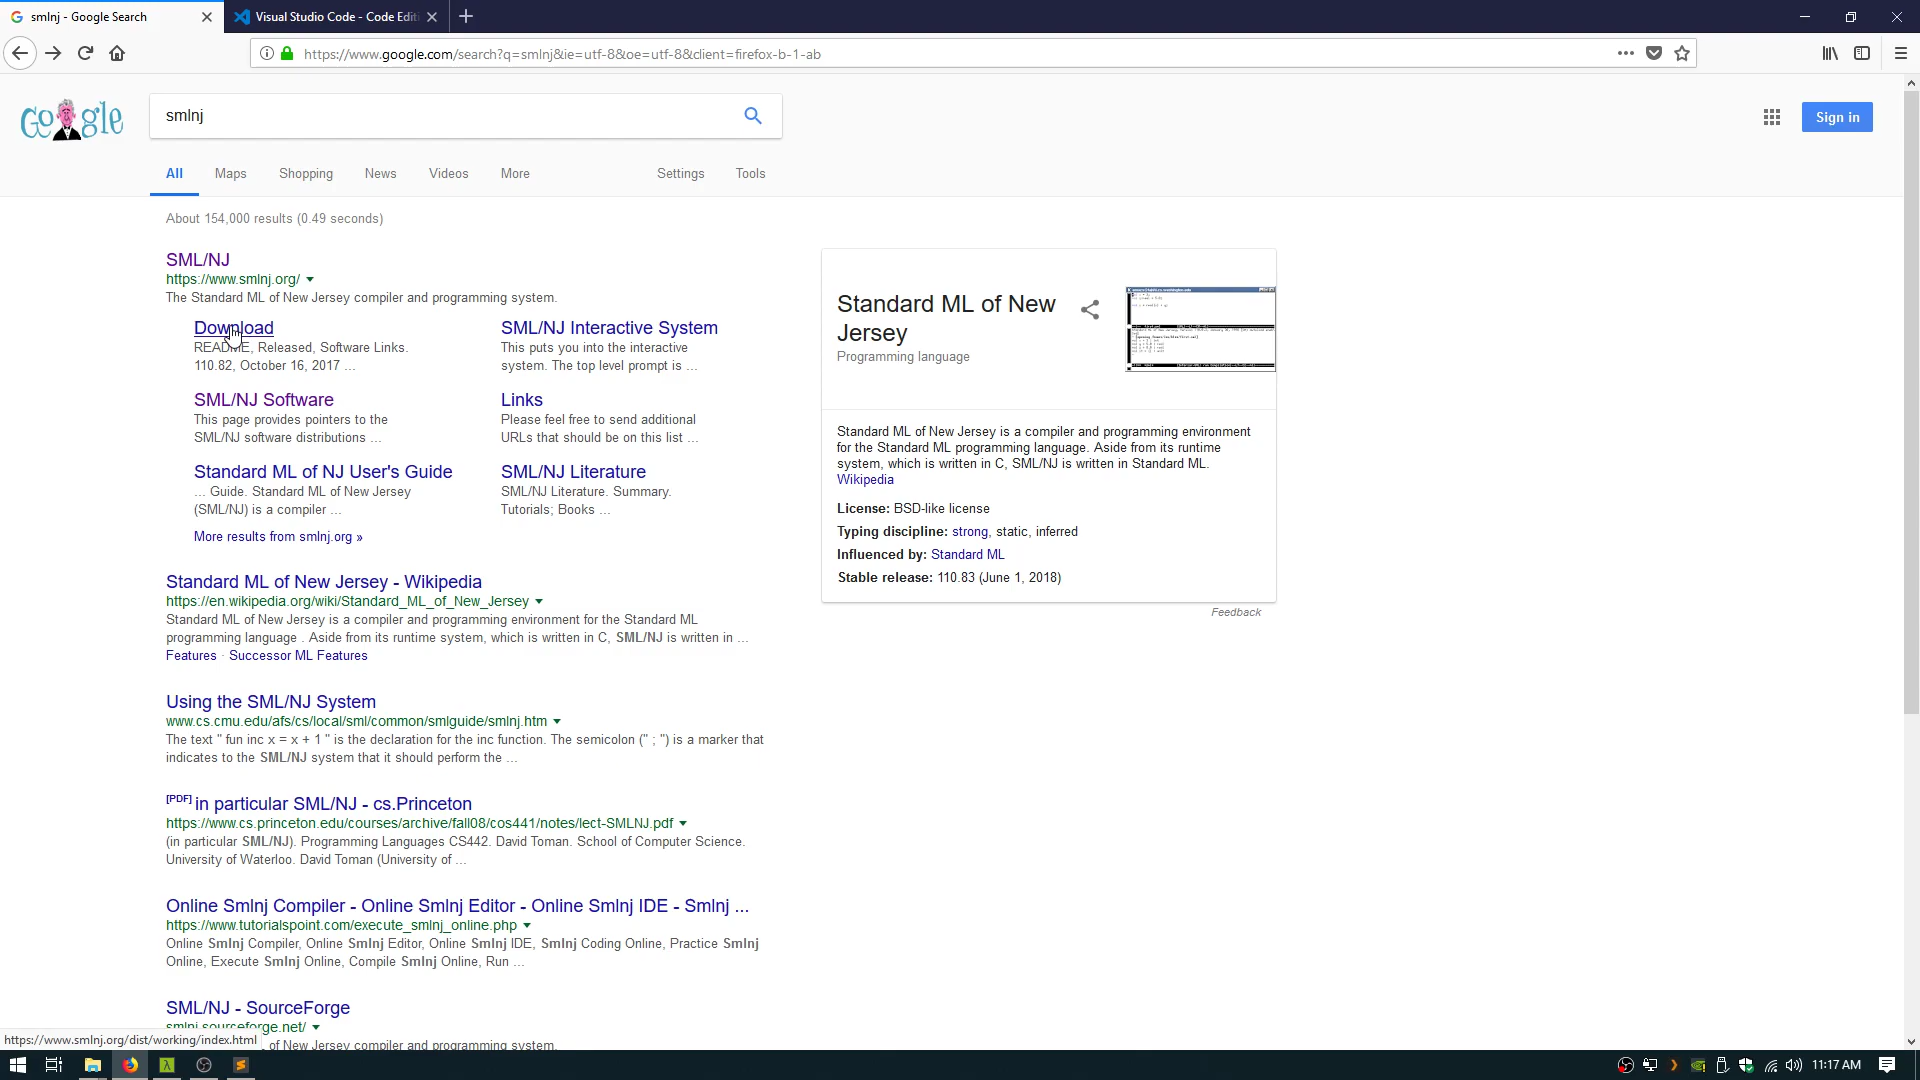 smlnj - Google Search
Visual Studio Code - Code Editi
https://www.google.com/search?q=smlnj&ie=utf-8&oe=utf-8&client=firefox-b-1-ab
Google
smlnj
Sign in
All
Maps
Shopping
News
Videos
More
Settings
Tools
About 154,000 results (0.49 seconds)
SML/NJ
https://www.smlnj.org/
The Standard ML of New Jersey compiler and programming system.
Download
README, Released, Software Links.
110.82, October 16, 2017 ...
SML/NJ Interactive System
This puts you into the interactive
system. The top level prompt is ...
SML/NJ Software
This page provides pointers to the
SML/NJ software distributions ...
Links
Please feel free to send additional
URLs that should be on this list ...
Standard ML of NJ User's Guide
... Guide. Standard ML of New Jersey
(SML/NJ) is a compiler ...
SML/NJ Literature
SML/NJ Literature. Summary.
Tutorials; Books ...
More results from smlnj.org »
Standard ML of New Jersey - Wikipedia
https://en.wikipedia.org/wiki/Standard_ML_of_New_Jersey
Standard ML of New Jersey is a compiler and programming environment for the Standard ML
programming language . Aside from its runtime system, which is written in C, SML/NJ is written in ...
Features · Successor ML Features
Using the SML/NJ System
www.cs.cmu.edu/afs/cs/local/sml/common/smlguide/smlnj.htm
The text " fun inc x = x + 1 " is the declaration for the inc function. The semicolon (" ; ") is a marker that
indicates to the SML/NJ system that it should perform the ...
[PDF] in particular SML/NJ - cs.Princeton
https://www.cs.princeton.edu/courses/archive/fall08/cos441/notes/lect-SMLNJ.pdf
(in particular SML/NJ). Programming Languages CS442. David Toman. School of Computer Science.
University of Waterloo. David Toman (University of ...
Online Smlnj Compiler - Online Smlnj Editor - Online Smlnj IDE - Smlnj ...
https://www.tutorialspoint.com/execute_smlnj_online.php
Online Smlnj Compiler, Online Smlnj Editor, Online Smlnj IDE, Smlnj Coding Online, Practice Smlnj
Online, Execute Smlnj Online, Compile Smlnj Online, Run ...
SML/NJ - SourceForge
smlnj.sourceforge.net/
of New Jersey compiler and programming system.
Standard ML of New
Jersey
Programming language
Standard ML of New Jersey is a compiler and programming environment
for the Standard ML programming language. Aside from its runtime
system, which is written in C, SML/NJ is written in Standard ML.
Wikipedia
License: BSD-like license
Typing discipline: strong, static, inferred
Influenced by: Standard ML
Stable release: 110.83 (June 1, 2018)
Feedback
https://www.smlnj.org/dist/working/index.html
11:17 AM